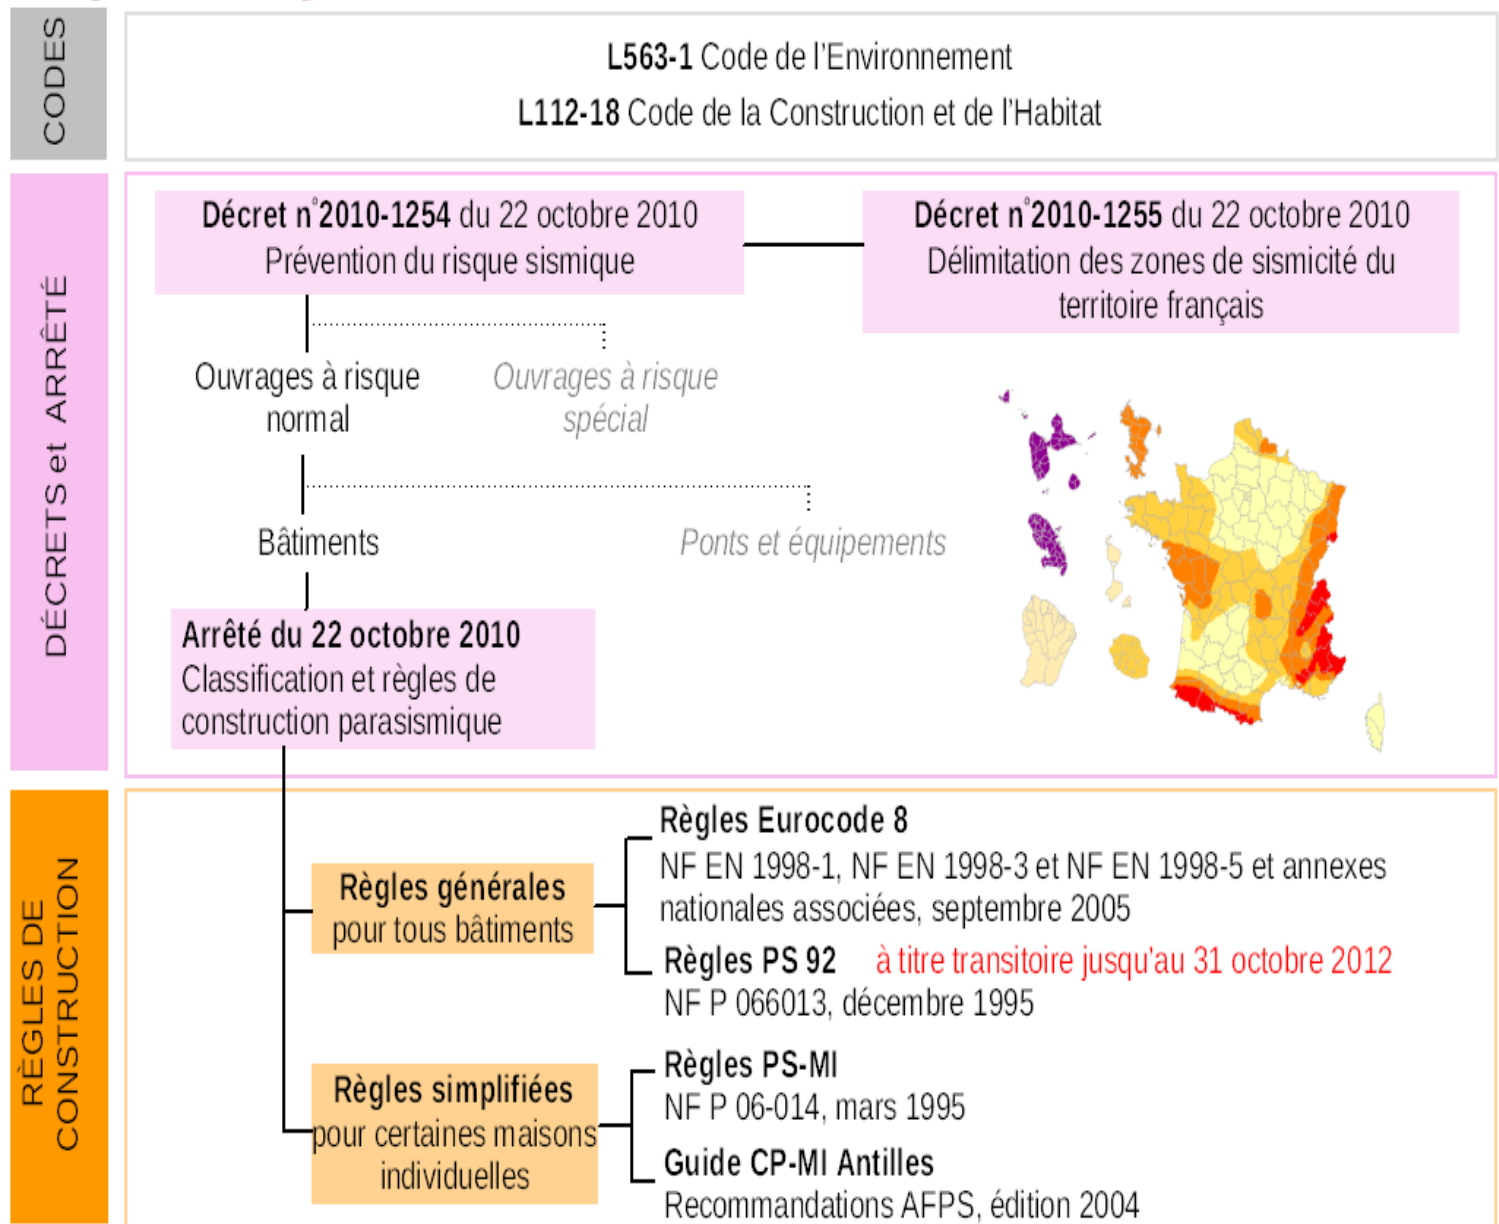 CODES
L563-1 Code de l'Environnement
L112-18 Code de la Construction et de l'Habitat
DÉCRETS et ARRÊTÉ
Décret n°2010-1254 du 22 octobre 2010
Prévention du risque sismique
Décret n°2010-1255 du 22 octobre 2010
Délimitation des zones de sismicité du
territoire français
Ouvrages à risque
normal
Ouvrages à risque
spécial
Bâtiments
Ponts et équipements
Arrêté du 22 octobre 2010
Classification et règles de
construction parasismique
RÈGLES DE
CONSTRUCTION
Règles générales
pour tous bâtiments
Règles Eurocode 8
NF EN 1998-1, NF EN 1998-3 et NF EN 1998-5 et annexes
nationales associées, septembre 2005
Règles PS 92 à titre transitoire jusqu'au 31 octobre 2012
NF P 066013, décembre 1995
Règles simplifiées
pour certaines maisons
individuelles
Règles PS-MI
NF P 06-014, mars 1995
Guide CP-MI Antilles
Recommandations AFPS, édition 2004